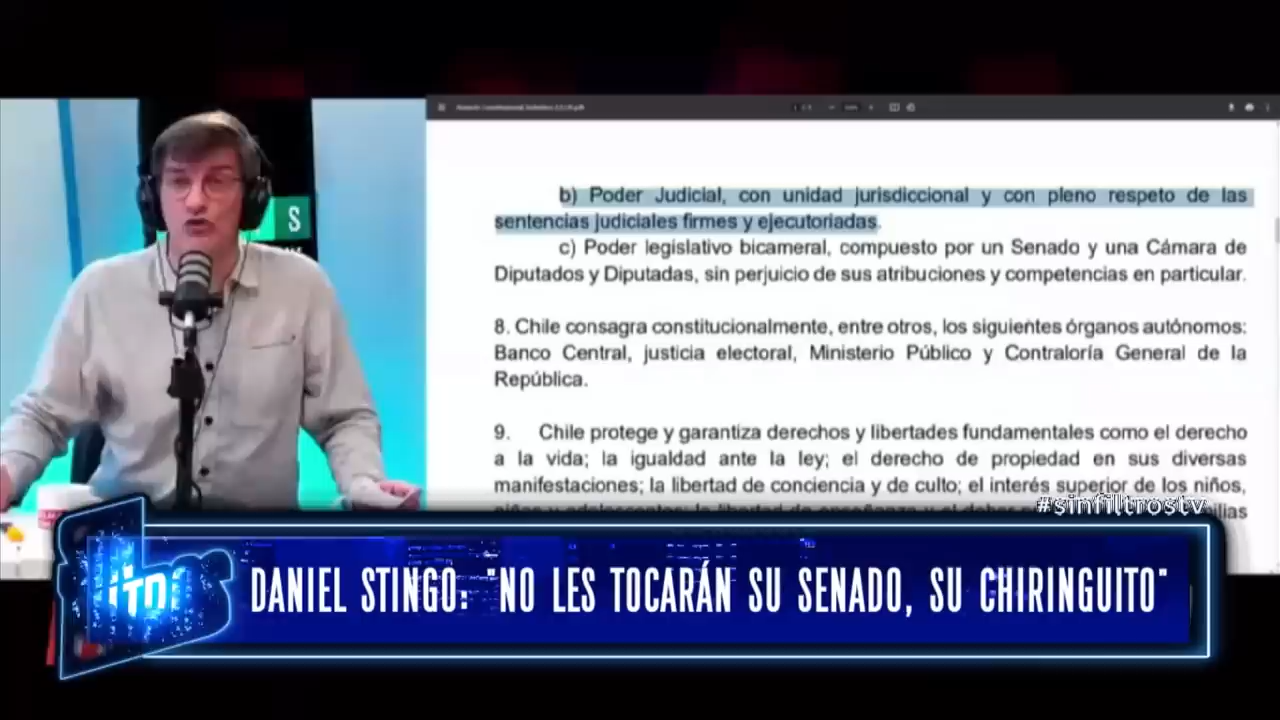 b) Poder Judicial, con unidad jurisdiccional y con pleno respeto de las
sentencias judiciales firmes y ejecutoriadas.
c) Poder legislativo bicameral, compuesto por un Senado y una Cámara de
Diputados y Diputadas, sin perjuicio de sus atribuciones y competencias en particular.
8. Chile consagra constitucionalmente, entre otros, los siguientes órganos autónomos:
Banco Central, justicia electoral, Ministerio Público y Contraloría General de la
República.
9. Chile protege y garantiza derechos y libertades fundamentales como el derecho
a la vida; la igualdad ante la ley; el derecho de propiedad en sus diversas
manifestaciones; la libertad de conciencia y de culto; el interés superior de los niños,
#sinfiltrostv
DANIEL STINGO: "NO LES TOCARÁN SU SENADO, SU CHIRINGUITO"
S